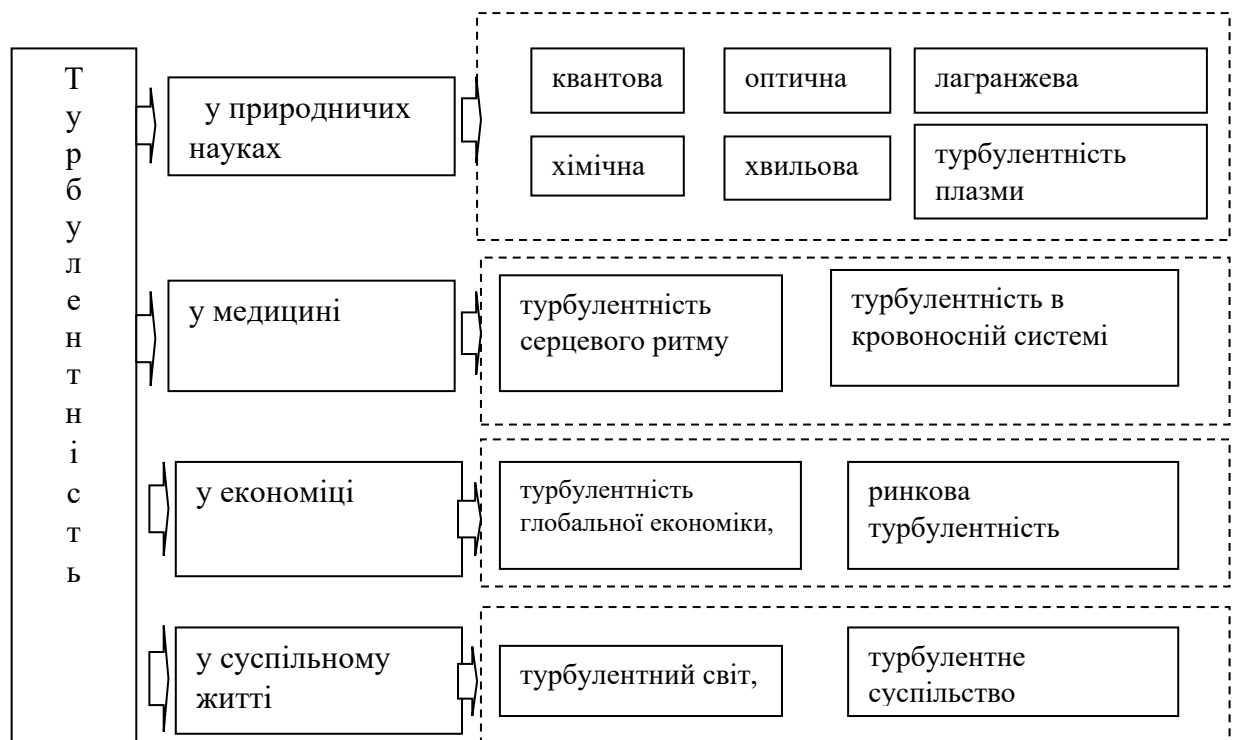 Турбулентність
у природничих
науках
квантова
оптична
лагранжева
хімічна
хвильова
турбулентність
плазми
у медицині
турбулентність
серцевого ритму
турбулентність в
кровоносній системі
у економіці
турбулентність
глобальної економіки,
ринкова
турбулентність
у суспільному
житті
турбулентний світ,
турбулентне
суспільство